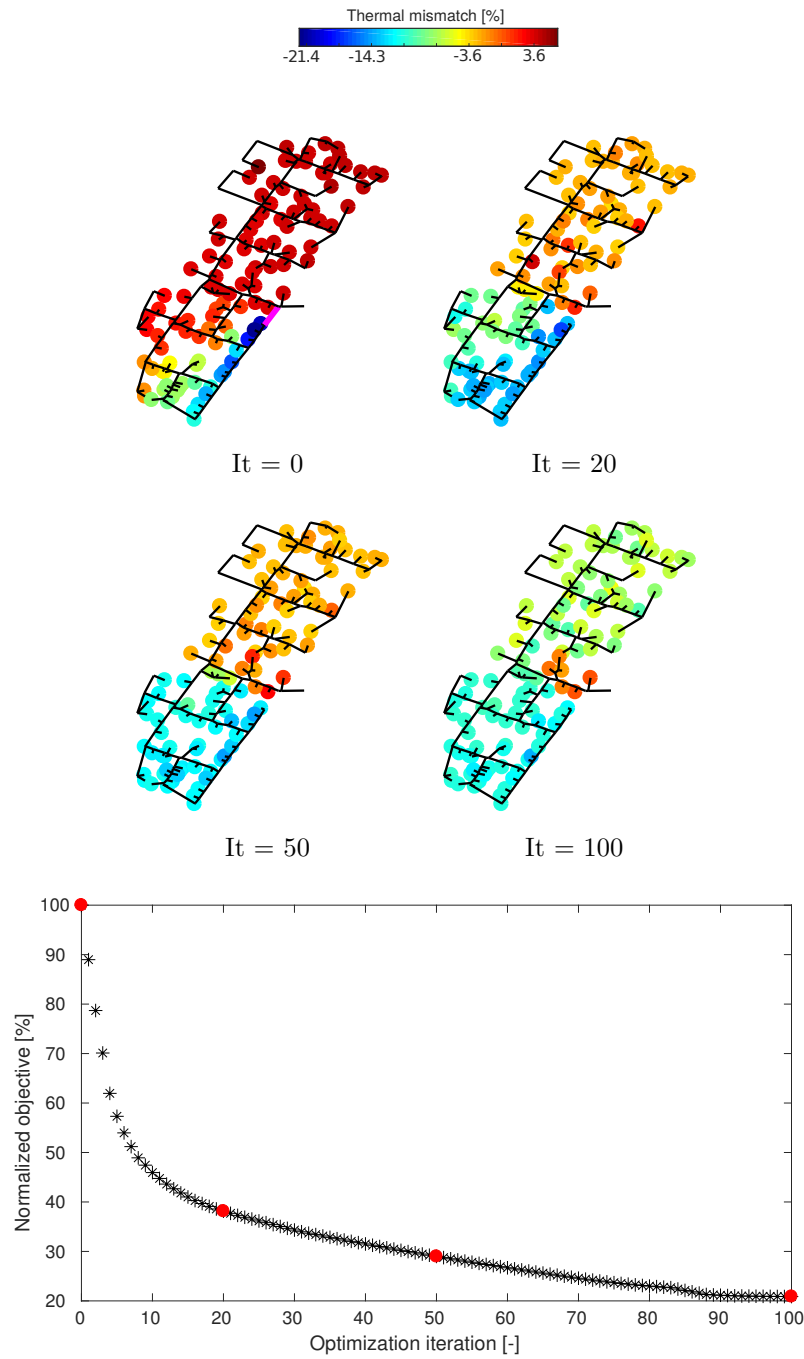 Thermal mismatch [%]
-21.4 -14.3 -3.6 3.6
It = 0 It = 20
It = 50 It = 100
100
90
80
70
60
50
40
30
20
Normalized objective [%]
0 10 20 30 40 50 60 70 80 90 100
Optimization iteration [-]